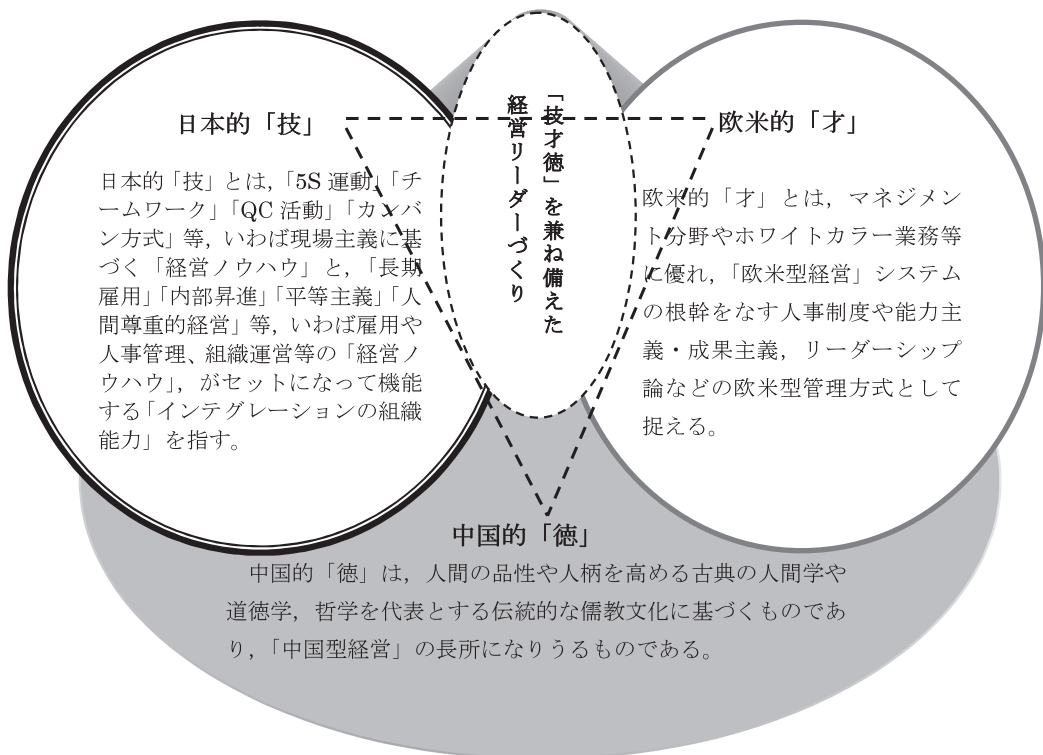 日本的「技」
日本的「技」とは，「5S 運動」「チ
ームワーク」「QC 活動」「カンバ
ン方式」等，いわば現場主義に基
づく「経営ノウハウ」と，「長期
雇用」「内部昇進」「平等主義」「人
間尊重的経営」等，いわば雇用や
人事管理、組織運営等の「経営ノ
ウハウ」，がセットになって機能
する「インテグレーションの組織
能力」を指す。
「技才徳」を兼ね備えた
経営リーダーづくり
欧米的「才」
欧米的「才」とは，マネジメン
ト分野やホワイトカラー業務等
に優れ，「欧米型経営」システム
の根幹をなす人事制度や能力主
義・成果主義，リーダーシップ
論などの欧米型管理方式として
捉える。
中国的「徳」
中国的「徳」は，人間の品性や人柄を高める古典の人間学や
道徳学，哲学を代表とする伝統的な儒教文化に基づくものであ
り，「中国型経営」の長所になりうるものである。